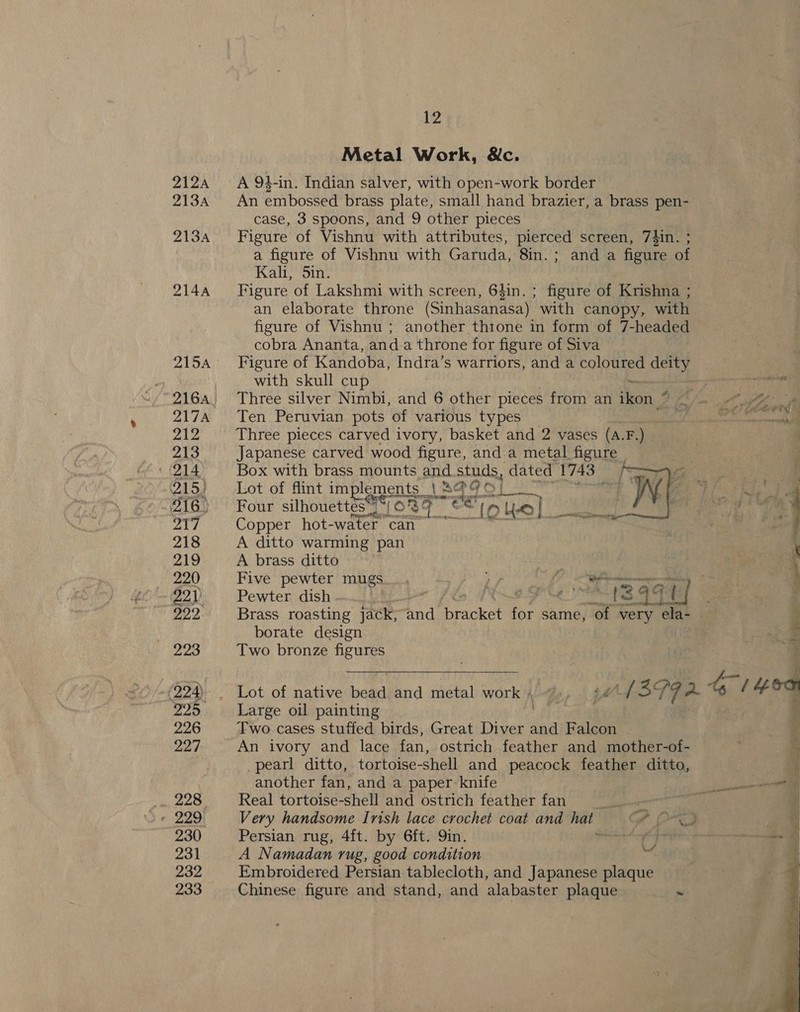 12
Metal Work, &c.
212A A 9½-in. Indian salver, with open-work border
213A An embossed brass plate, small hand brazier, a brass pen-
case, 3 spoons, and 9 other pieces
213A Figure of Vishnu with attributes, pierced screen, 7½in. ;
a figure of Vishnu with Garuda, 8in. ; and a figure of
Kali, 5in.
214A Figure of Lakshmi with screen, 6½in. ; figure of Krishna ;
an elaborate throne (Sinhasanasa) with canopy, with
figure of Vishnu ; another throne in form of 7-headed
cobra Ananta, and a throne for figure of Siva
215A Figure of Kandoba, Indra's warriors, and a coloured deity
with skull cup
216A Three silver Nimbi, and 6 other pieces from an ikon
217A Ten Peruvian pots of various types
212 Three pieces carved ivory, basket and 2 vases (A.F.)
213 Japanese carved wood figure, and a metal figure
214 Box with brass mounts and studs, dated 1743
215 Lot of flint implements
216 Four silhouettes
217 Copper hot-water can
218 A ditto warming pan
219 A brass ditto
220 Five pewter mugs
221 Pewter dish
222 Brass roasting jack, and bracket for same, of very ela-
borate design
223 Two bronze figures
224 Lot of native bead and metal work
225 Large oil painting
226 Two cases stuffed birds, Great Diver and Falcon
227 An ivory and lace fan, ostrich feather and mother-of-
pearl ditto, tortoise-shell and peacock feather ditto,
another fan, and a paper knife
228 Real tortoise-shell and ostrich feather fan
229 Very handsome Irish lace crochet coat and hat
230 Persian rug, 4ft. by 6ft. 9in.
231 A Namadan rug, good condition
232 Embroidered Persian tablecloth, and Japanese plaque
233 Chinese figure and stand, and alabaster plaque